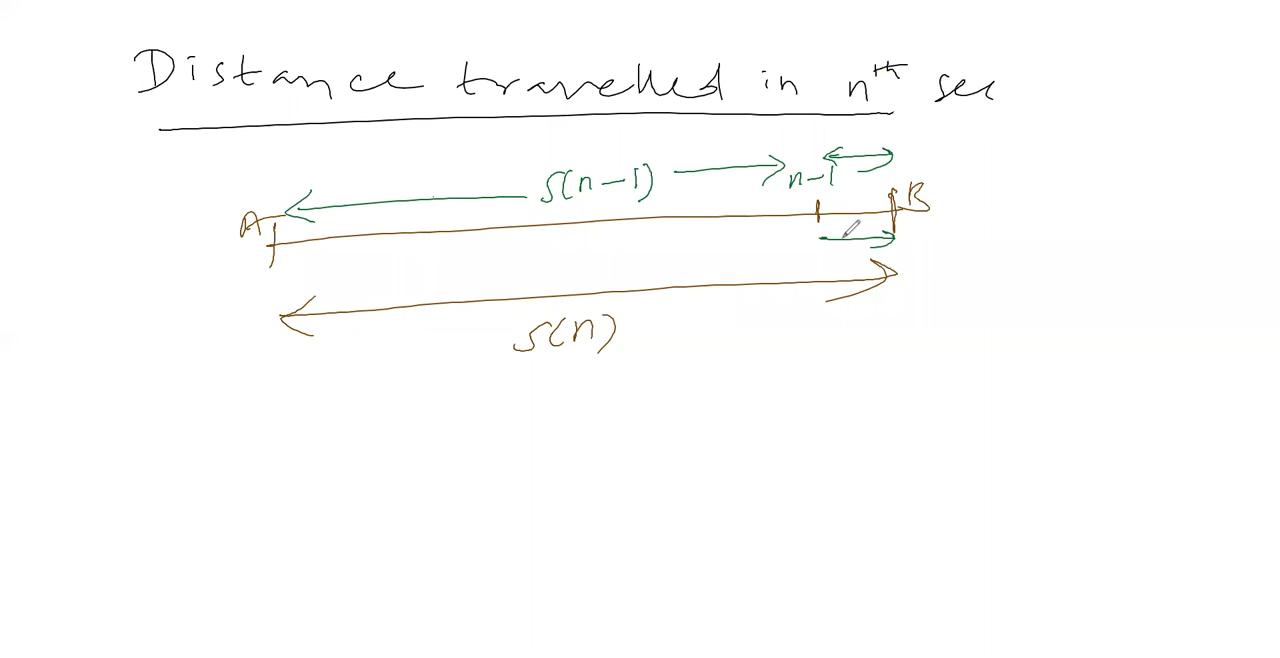 Distance travelled in nth sec
S(n-1)
n-1
A
B
S(n)